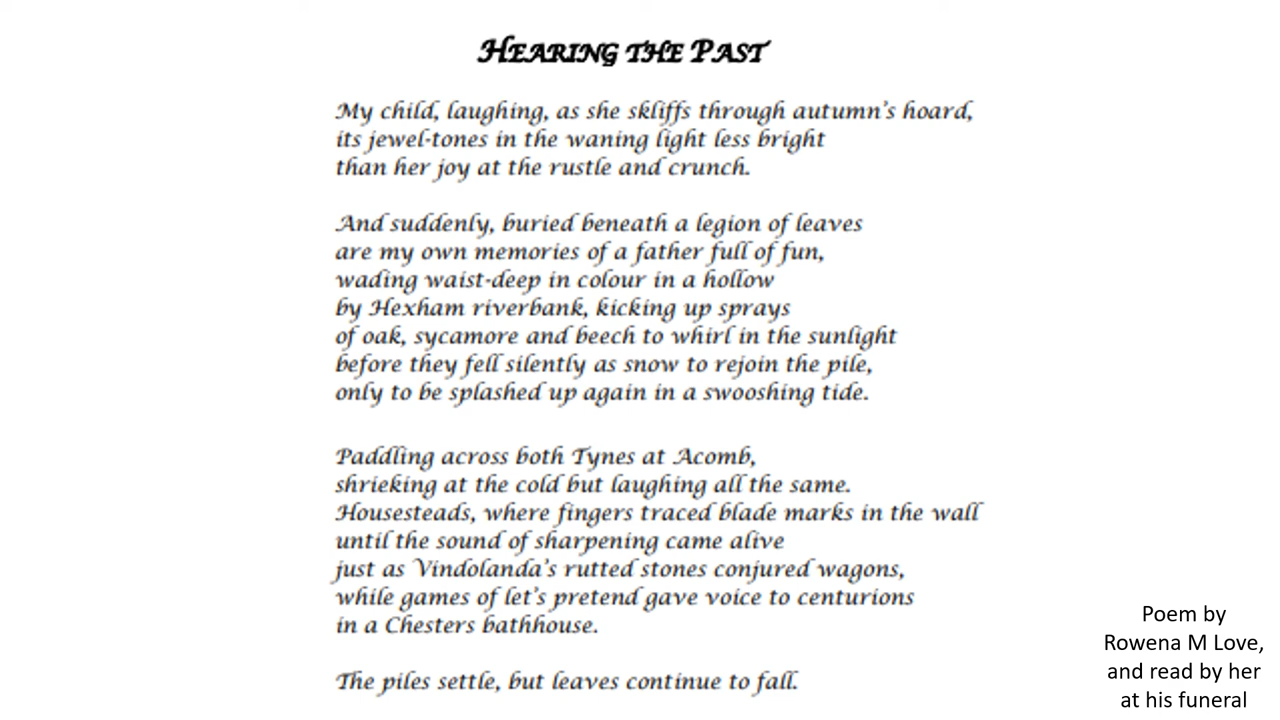 HEARING THE PAST
My child, laughing, as she skliffs through autumn's hoard,
its jewel-tones in the waning light less bright
than her joy at the rustle and crunch.
And suddenly, buried beneath a legion of leaves
are my own memories of a father full of fun,
wading waist-deep in colour in a hollow
by Hexham riverbank, kicking up sprays
of oak, sycamore and beech to whirl in the sunlight
before they fell silently as snow to rejoin the pile,
only to be splashed up again in a swooshing tide.
Paddling across both Tynes at Acomb,
shrieking at the cold but laughing all the same.
Housesteads, where fingers traced blade marks in the wall
until the sound of sharpening came alive
just as Vindolanda's rutted stones conjured wagons,
while games of let's pretend gave voice to centurions
in a Chesters bathhouse.
The piles settle, but leaves continue to fall.
Poem by
Rowena M Love,
and read by her
at his funeral